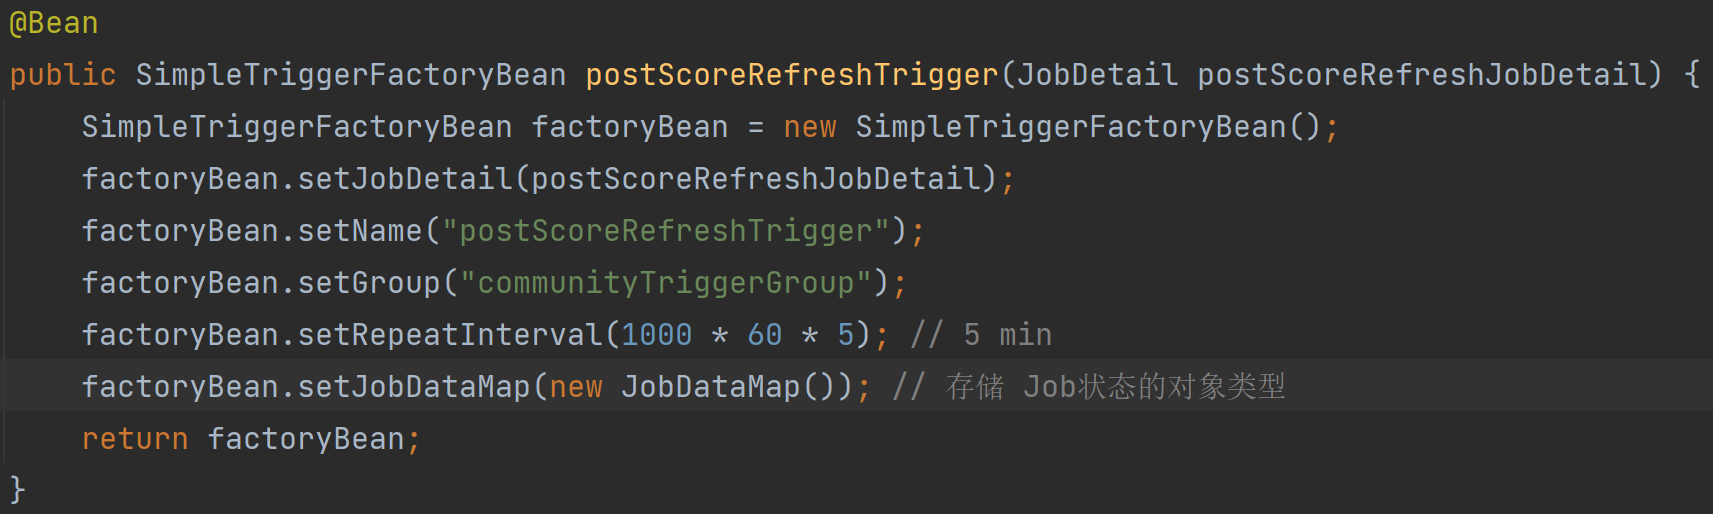 @Bean
public SimpleTriggerFactoryBean postScoreRefreshTrigger(JobDetail postScoreRefreshJobDetail) {
    SimpleTriggerFactoryBean factoryBean = new SimpleTriggerFactoryBean();
    factoryBean.setJobDetail(postScoreRefreshJobDetail);
    factoryBean.setName("postScoreRefreshTrigger");
    factoryBean.setGroup("communityTriggerGroup");
    factoryBean.setRepeatInterval(1000 * 60 * 5); // 5 min
    factoryBean.setJobDataMap(new JobDataMap()); // 存储 Job状态的对象类型
    return factoryBean;
}